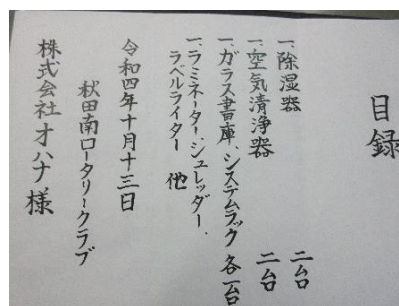 目録
一、除湿器 二台
一、空気清浄器 二台
一、ガラス書庫、システムラック 各一台
一、ラミネーター、シュレッダー、
ラベルライター 他
令和四年十月十三日
秋田南ロータリークラブ
株式会社オハナ様